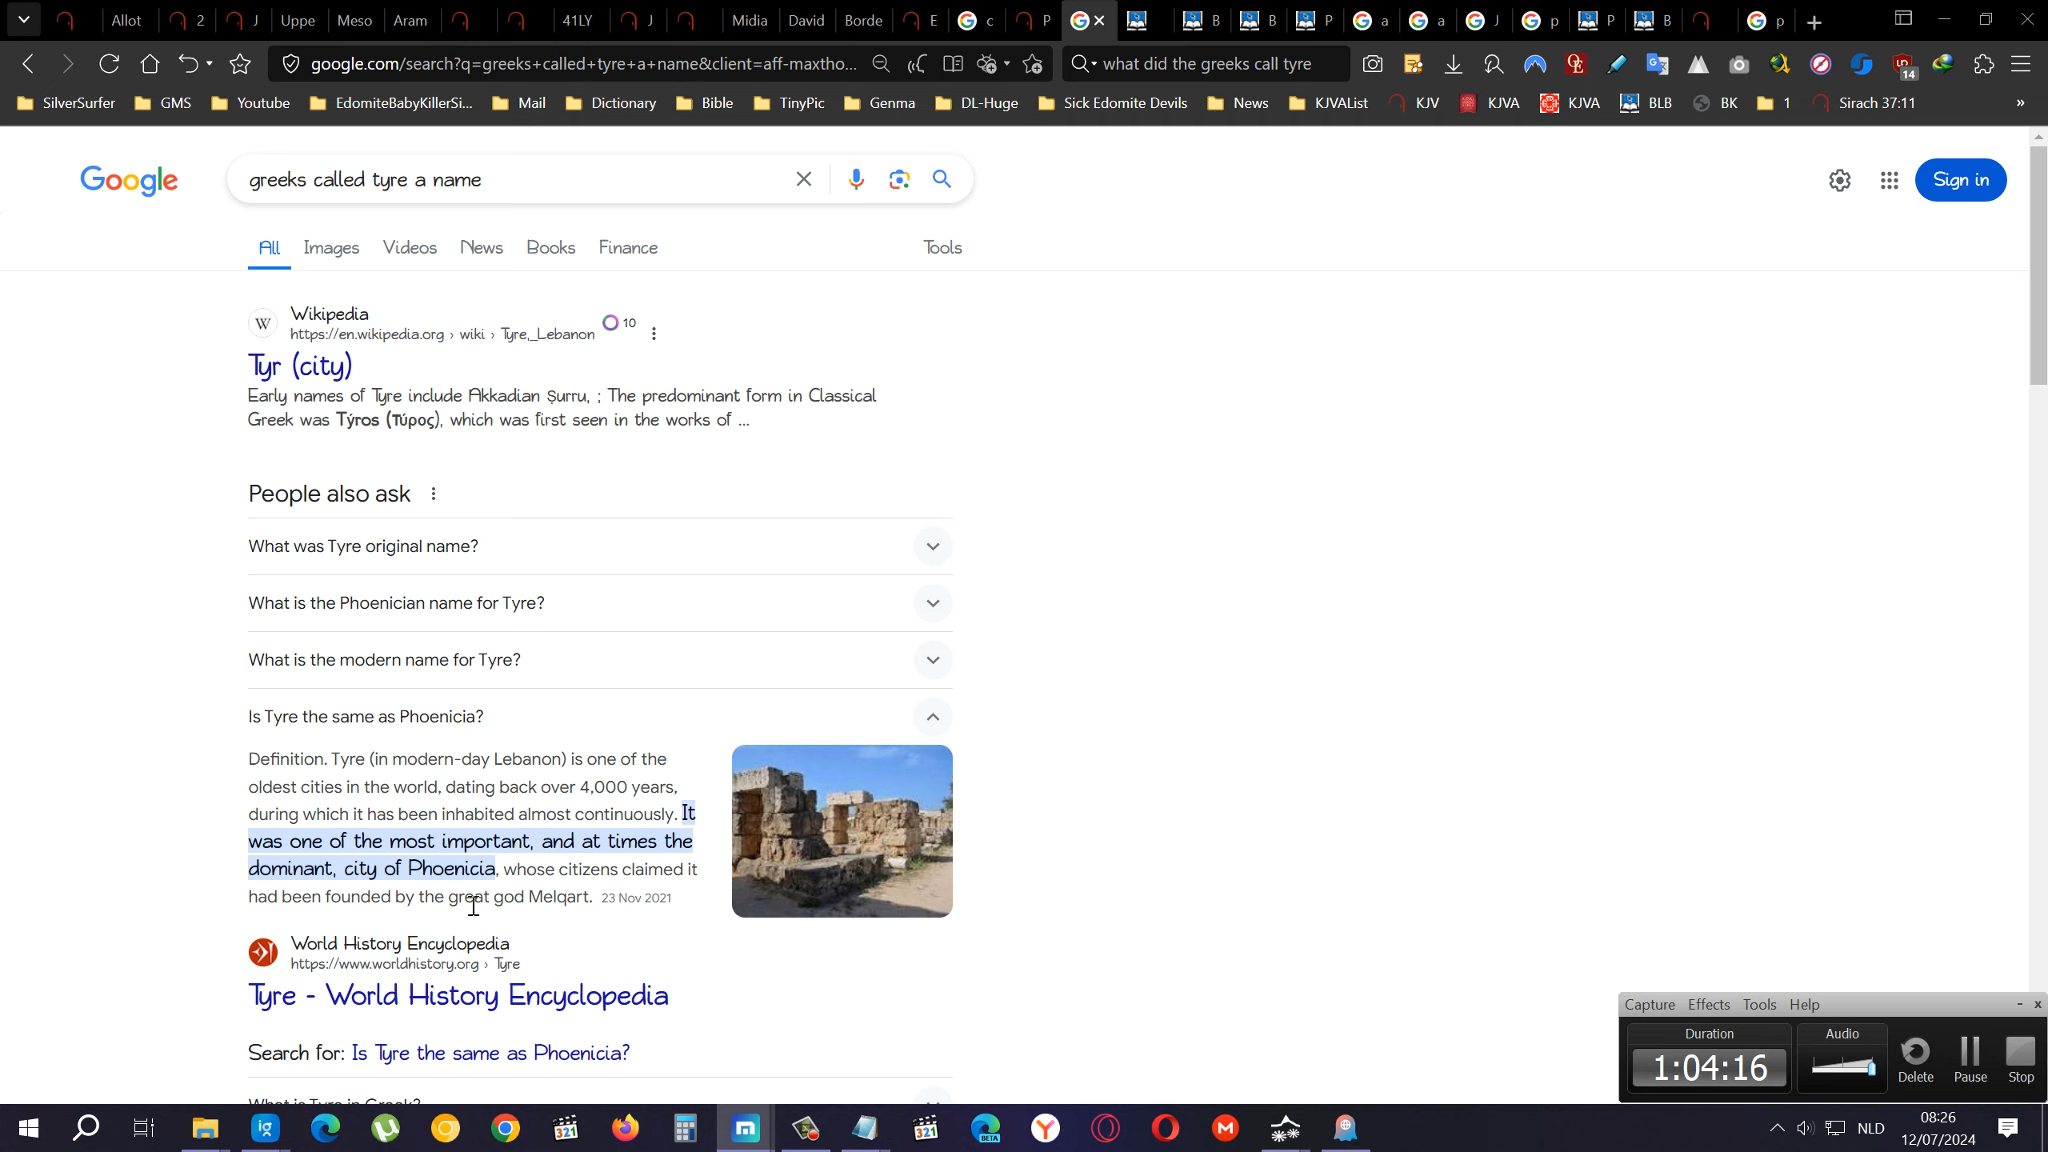 Allot 2 J Uppe Meso Aram 41LY J Midia David Borde E c P B B P a a J p P B p
google.com/search?q=greeks+called+tyre+a+name&client=aff-maxtho... what did the greeks call tyre 14
SilverSurfer GMS Youtube EdomiteBabyKillerSi... Mail Dictionary Bible TinyPic Genma DL-Huge Sick Edomite Devils News KJVAList KJV KJVA KJVA BLB BK 1 Sirach 37:11 »
Google greeks called tyre a name Sign in
All Images Videos News Books Finance Tools
Wikipedia
https://en.wikipedia.org › wiki › Tyre,_Lebanon 10
Tyr (city)
Early names of Tyre include Akkadian Ṣurru, ; The predominant form in Classical
Greek was Týros (Τύρος), which was first seen in the works of ...
People also ask
What was Tyre original name?
What is the Phoenician name for Tyre?
What is the modern name for Tyre?
Is Tyre the same as Phoenicia?
Definition. Tyre (in modern-day Lebanon) is one of the
oldest cities in the world, dating back over 4,000 years,
during which it has been inhabited almost continuously. It
was one of the most important, and at times the
dominant, city of Phoenicia, whose citizens claimed it
had been founded by the great god Melqart. 23 Nov 2021
World History Encyclopedia
https://www.worldhistory.org › Tyre
Tyre - World History Encyclopedia
Search for: Is Tyre the same as Phoenicia?
What is Tyre in Greek?
Capture Effects Tools Help
Duration Audio
1:04:16
Delete Pause Stop
NLD 08:26
12/07/2024